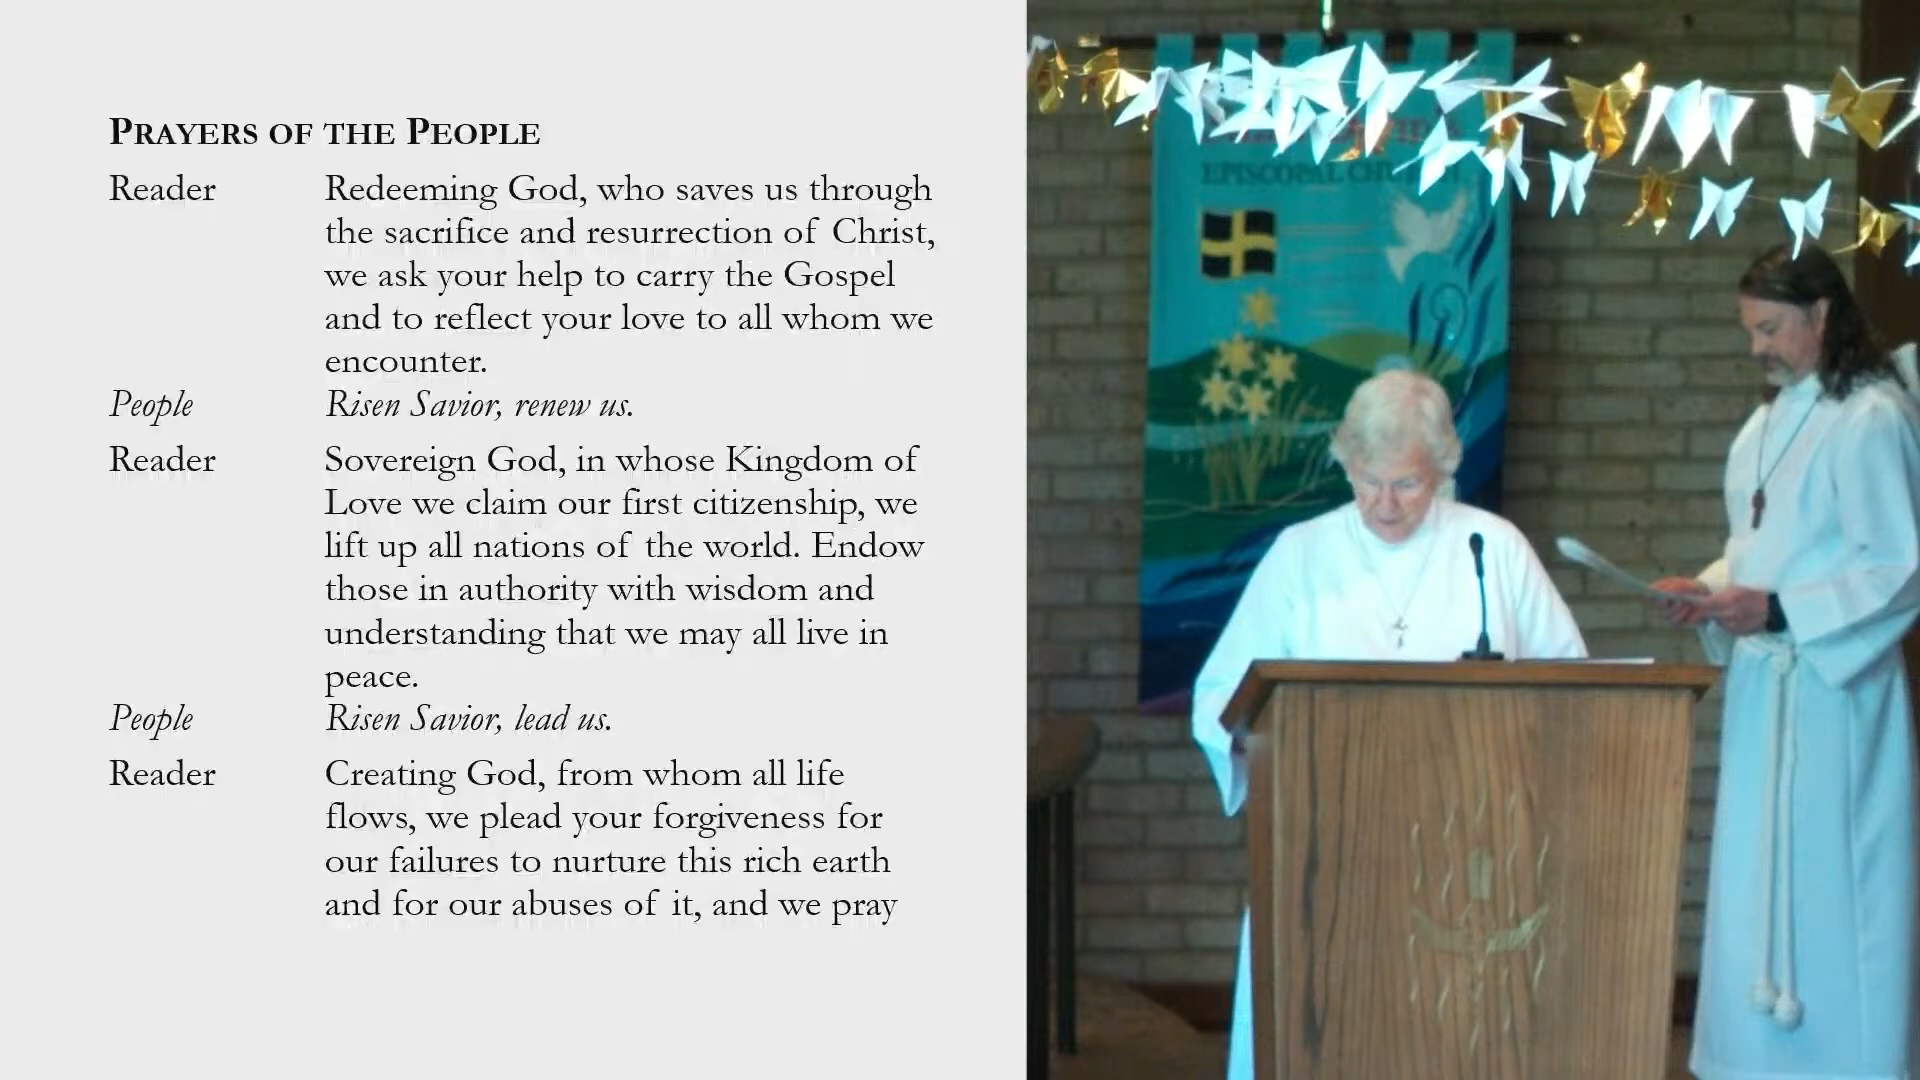 PRAYERS OF THE PEOPLE
Reader Redeeming God, who saves us through
the sacrifice and resurrection of Christ,
we ask your help to carry the Gospel
and to reflect your love to all whom we
encounter.
People Risen Savior, renew us.
Reader Sovereign God, in whose Kingdom of
Love we claim our first citizenship, we
lift up all nations of the world. Endow
those in authority with wisdom and
understanding that we may all live in
peace.
People Risen Savior, lead us.
Reader Creating God, from whom all life
flows, we plead your forgiveness for
our failures to nurture this rich earth
and for our abuses of it, and we pray
EPISCOPAL CHURCH